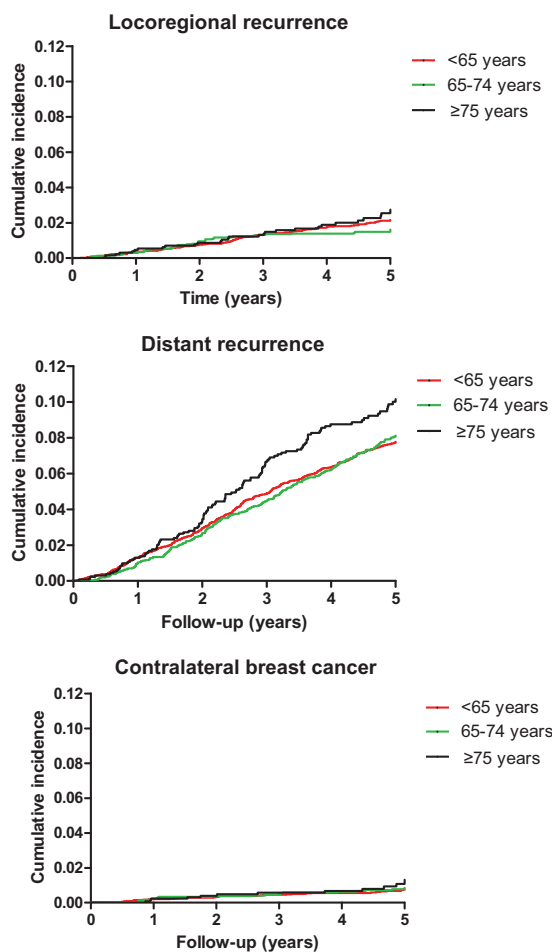 Locoregional recurrence
Cumulative incidence
0.12
0.10
0.08
0.06
0.04
0.02
0.00
0 1 2 3 4 5
Time (years)
<65 years
65-74 years
≥75 years
Distant recurrence
Cumulative incidence
0.12
0.10
0.08
0.06
0.04
0.02
0.00
0 1 2 3 4 5
Follow-up (years)
<65 years
65-74 years
≥75 years
Contralateral breast cancer
Cumulative incidence
0.12
0.10
0.08
0.06
0.04
0.02
0.00
0 1 2 3 4 5
Follow-up (years)
<65 years
65-74 years
≥75 years